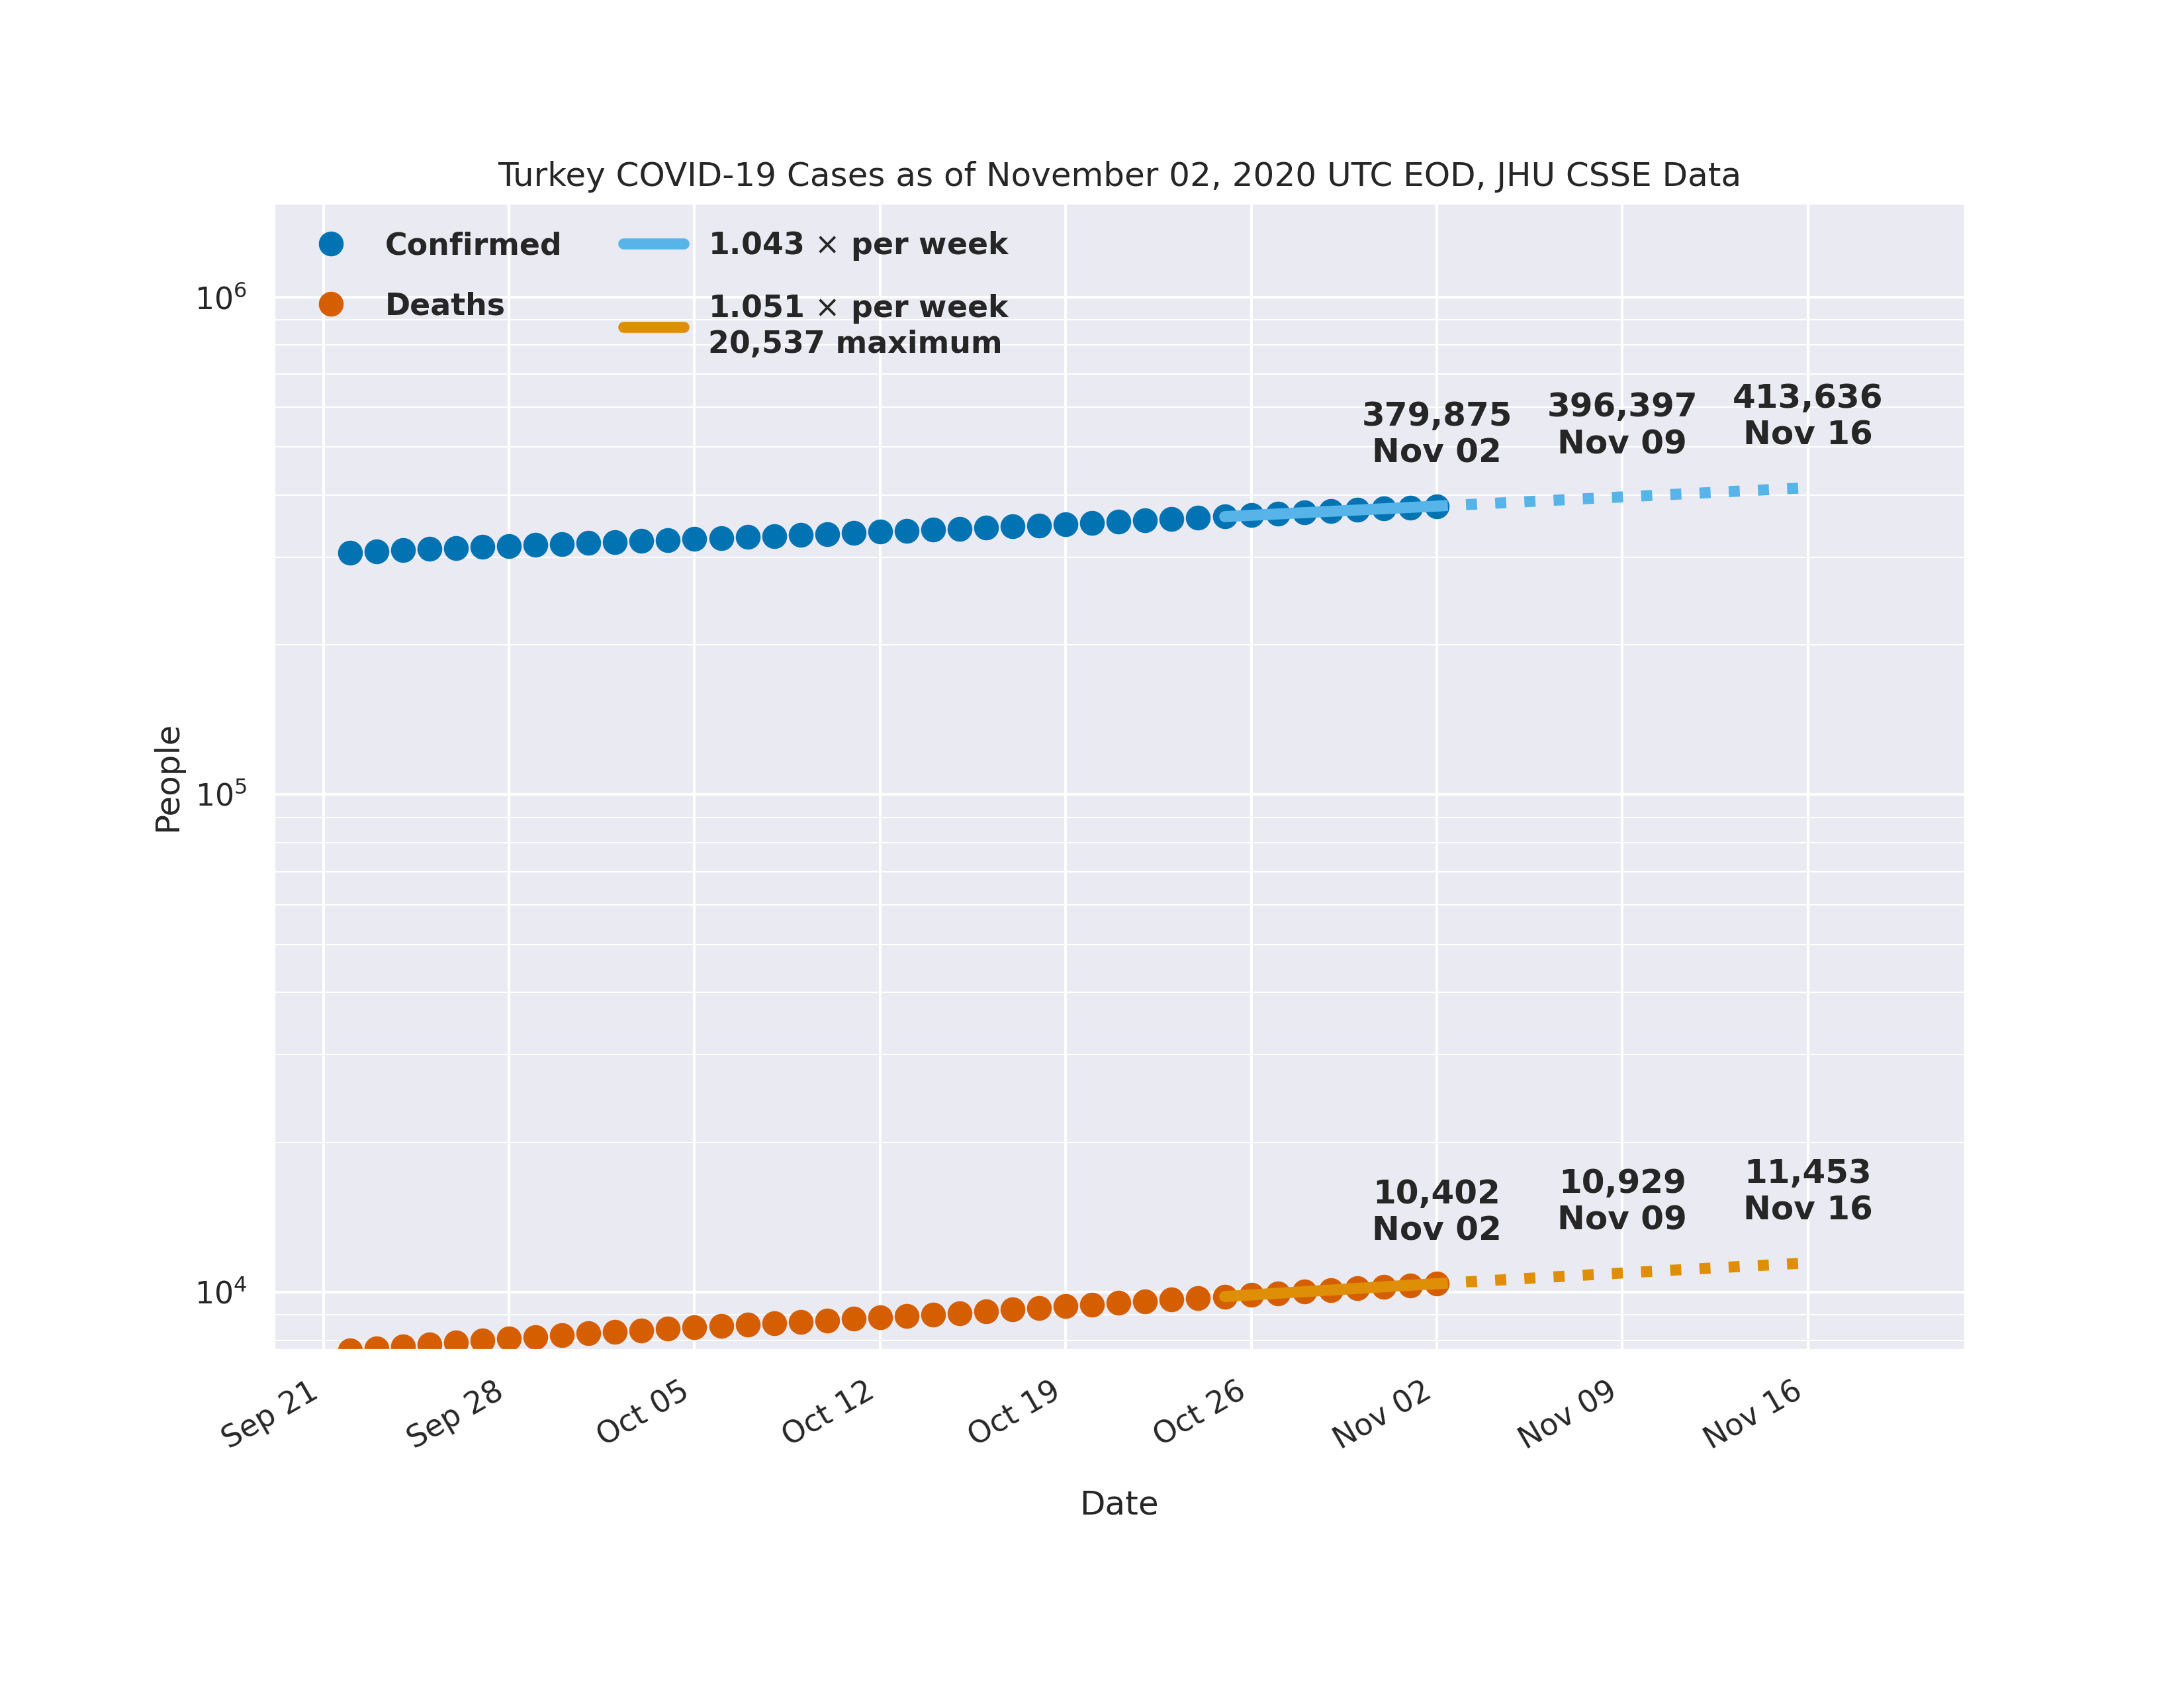 Turkey COVID-19 Cases as of November 02, 2020 UTC EOD, JHU CSSE Data
Confirmed
Deaths
1.043 × per week
1.051 × per week
20,537 maximum
10⁶
10⁵
10⁴
People
379,875
Nov 02
396,397
Nov 09
413,636
Nov 16
10,402
Nov 02
10,929
Nov 09
11,453
Nov 16
Sep 21
Sep 28
Oct 05
Oct 12
Oct 19
Oct 26
Nov 02
Nov 09
Nov 16
Date